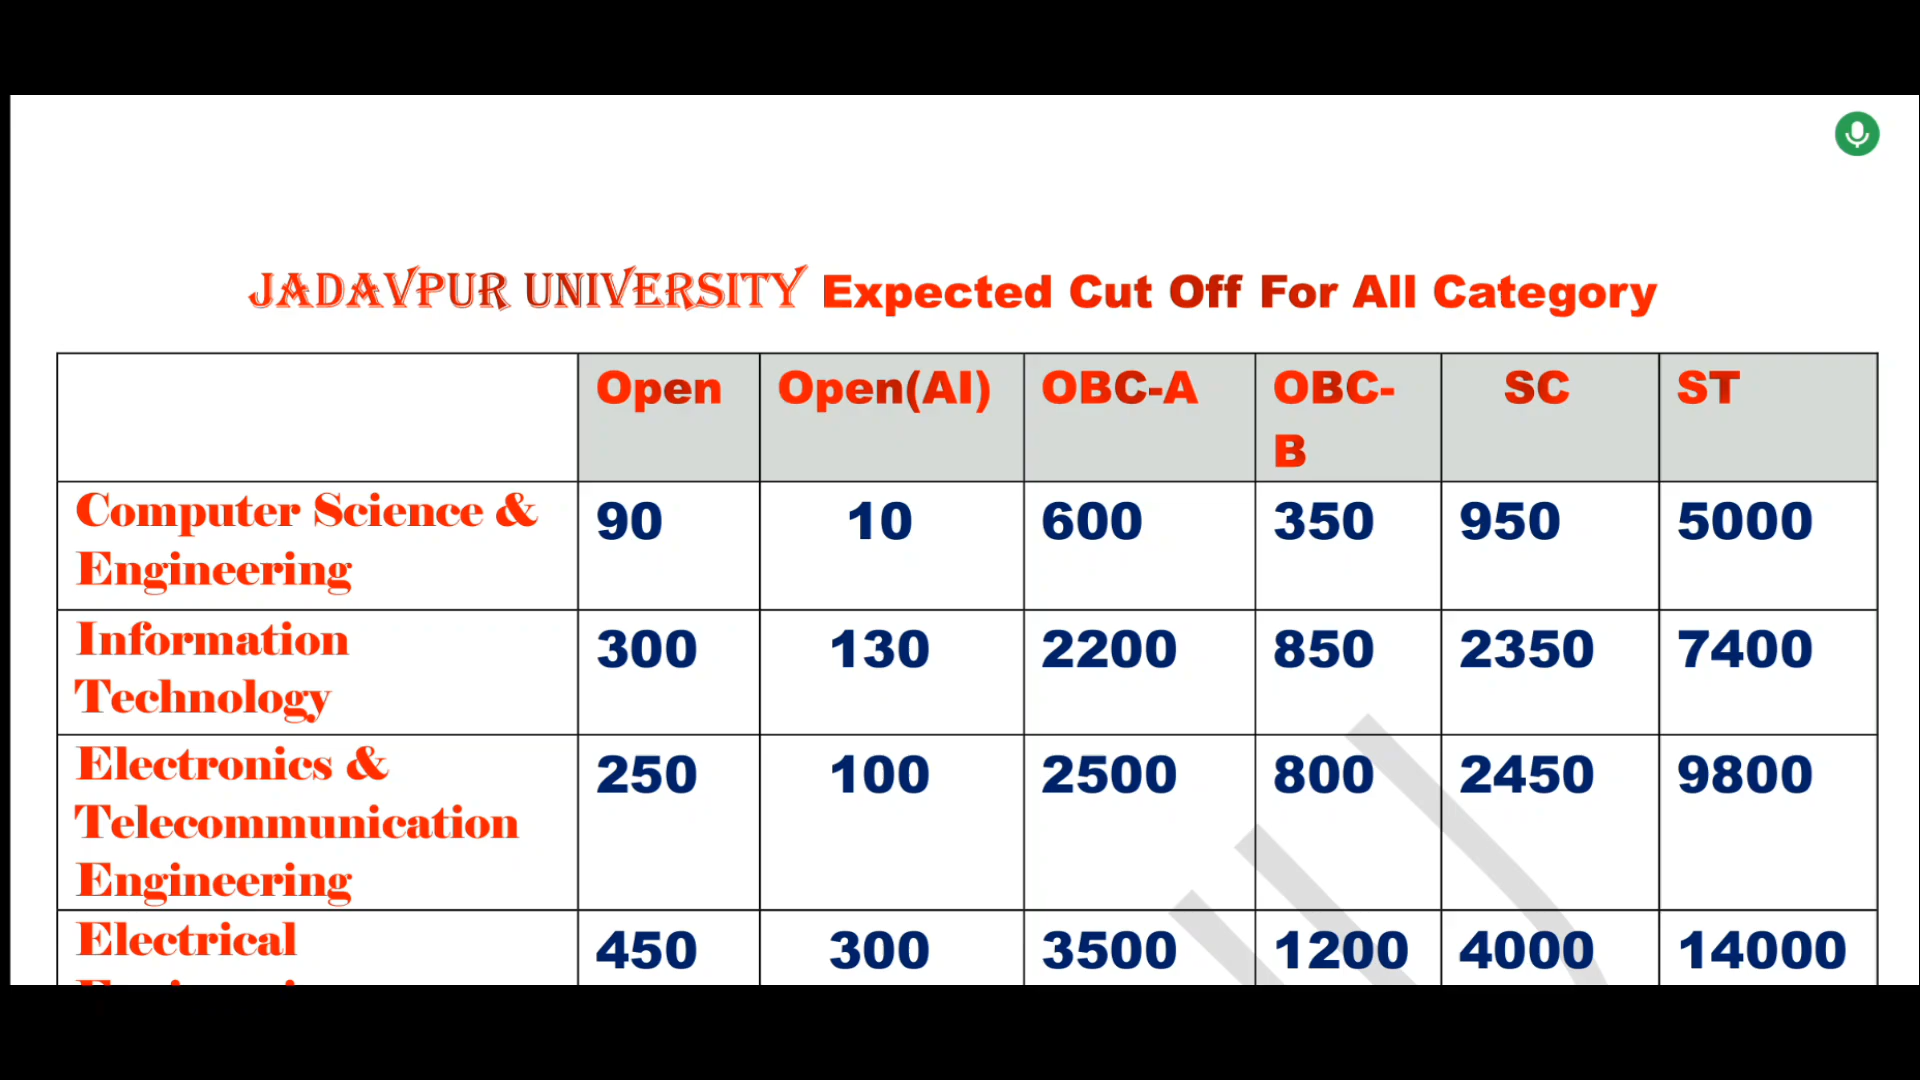 JADAVPUR UNIVERSITY Expected Cut Off For All Category
Open Open(AI) OBC-A OBC- SC ST
B
Computer Science & 90 10 600 350 950 5000
Engineering
Information 300 130 2200 850 2350 7400
Technology
Electronics & 250 100 2500 800 2450 9800
Telecommunication
Engineering
Electrical 450 300 3500 1200 4000 14000